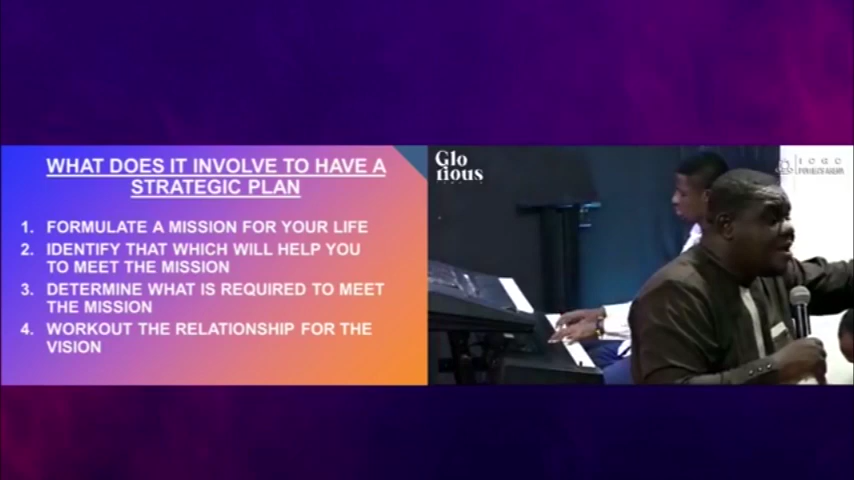 WHAT DOES IT INVOLVE TO HAVE A
STRATEGIC PLAN
1. FORMULATE A MISSION FOR YOUR LIFE
2. IDENTIFY THAT WHICH WILL HELP YOU
TO MEET THE MISSION
3. DETERMINE WHAT IS REQUIRED TO MEET
THE MISSION
4. WORKOUT THE RELATIONSHIP FOR THE
VISION
Glo
rious
ICGC